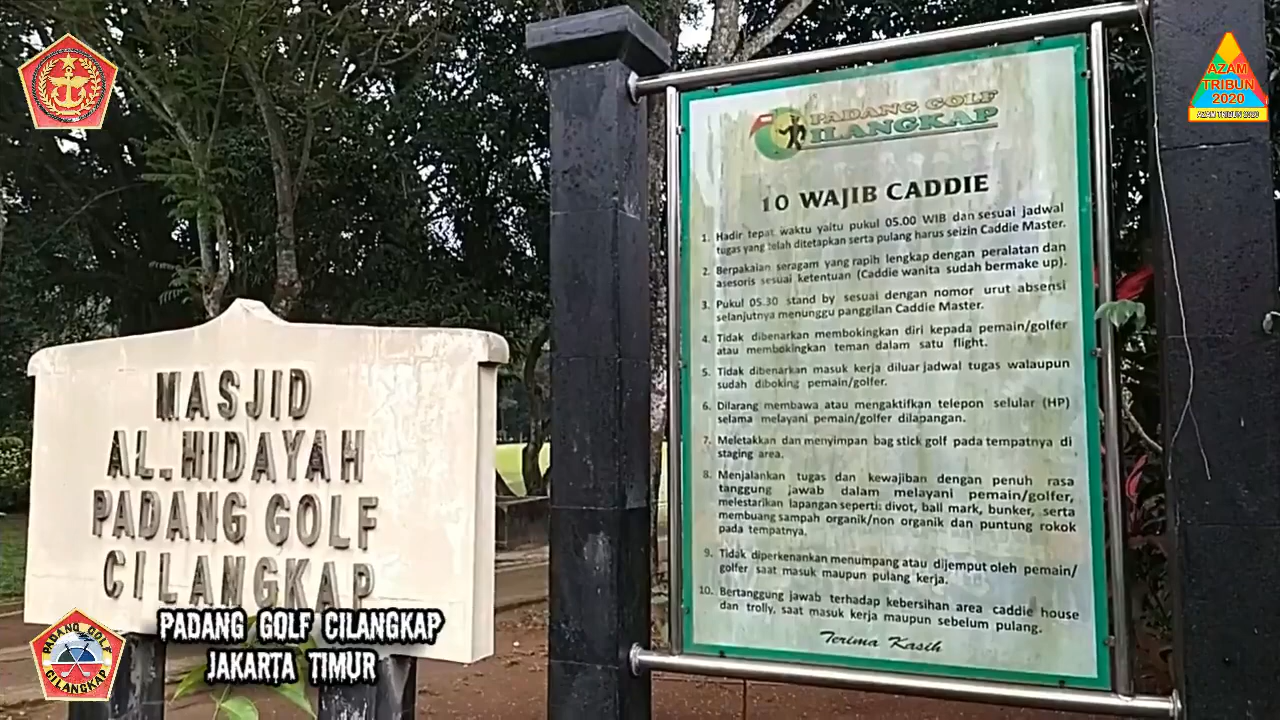 AZAM
TRIBUN
2020
AZAM TRIBUN 2020
PADANG GOLF
CILANGKAP
10 WAJIB CADDIE
1. Hadir tepat waktu yaitu pukul 05.00 WIB dan sesuai jadwal
tugas yang telah ditetapkan serta pulang harus seizin Caddie Master.
2. Berpakaian seragam yang rapih lengkap dengan peralatan dan
asesoris sesuai ketentuan (Caddie wanita sudah bermake up).
3. Pukul 05.30 stand by sesuai dengan nomor urut absensi
selanjutnya menunggu panggilan Caddie Master.
4. Tidak dibenarkan membokingkan diri kepada pemain/golfer
atau membokingkan teman dalam satu flight.
5. Tidak dibenarkan masuk kerja diluar jadwal tugas walaupun
sudah diboking pemain/golfer.
6. Dilarang membawa atau mengaktifkan telepon selular (HP)
selama melayani pemain/golfer dilapangan.
7. Meletakkan dan menyimpan bag stick golf pada tempatnya di
staging area.
8. Menjalankan tugas dan kewajiban dengan penuh rasa
tanggung jawab dalam melayani pemain/golfer,
melestarikan lapangan seperti: divot, ball mark, bunker, serta
membuang sampah organik/non organik dan puntung rokok
pada tempatnya.
9. Tidak diperkenankan menumpang atau dijemput oleh pemain/
golfer saat masuk maupun pulang kerja.
10. Bertanggung jawab terhadap kebersihan area caddie house
dan trolly, saat masuk kerja maupun sebelum pulang.
Terima Kasih
MASJID
AL.HIDAYAH
PADANG GOLF
CILANGKAP
PADANG GOLF CILANGKAP
JAKARTA TIMUR
PADANG GOLF
CILANGKAP